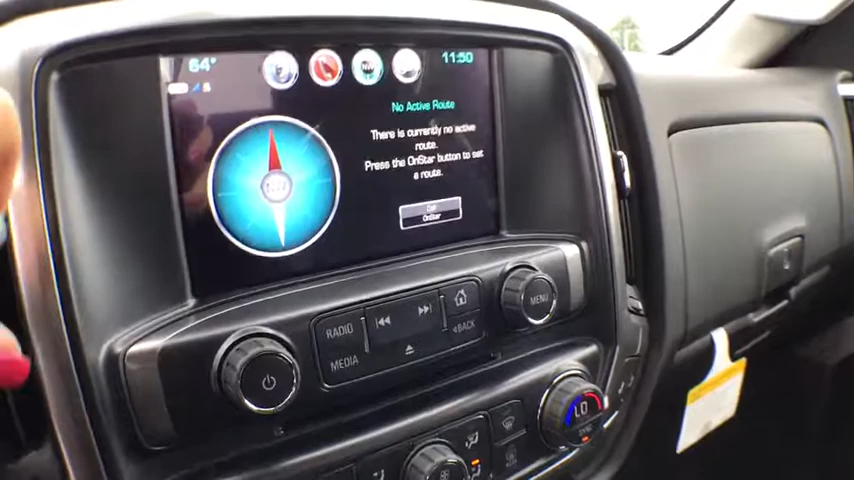 64°
11:50
No Active Route
There is currently no active
route.
Press the OnStar button to set
a route.
Call
OnStar
RADIO
MEDIA
BACK
MENU
LO
SYNC